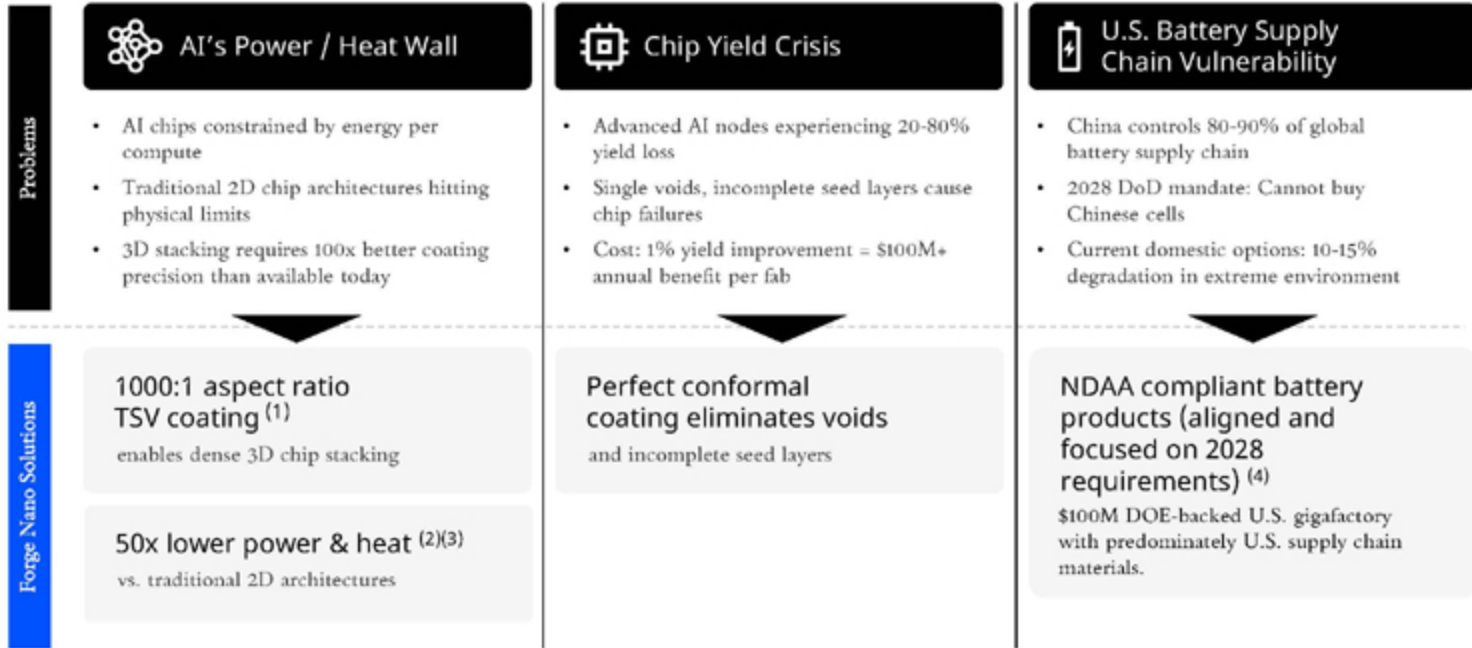 Problems
AI's Power / Heat Wall
• AI chips constrained by energy per
compute
• Traditional 2D chip architectures hitting
physical limits
• 3D stacking requires 100x better coating
precision than available today
Chip Yield Crisis
• Advanced AI nodes experiencing 20-80%
yield loss
• Single voids, incomplete seed layers cause
chip failures
• Cost: 1% yield improvement = $100M+
annual benefit per fab
U.S. Battery Supply
Chain Vulnerability
• China controls 80-90% of global
battery supply chain
• 2028 DoD mandate: Cannot buy
Chinese cells
• Current domestic options: 10-15%
degradation in extreme environment
Forge Nano Solutions
1000:1 aspect ratio
TSV coating (1)
enables dense 3D chip stacking
50x lower power & heat (2)(3)
vs. traditional 2D architectures
Perfect conformal
coating eliminates voids
and incomplete seed layers
NDAA compliant battery
products (aligned and
focused on 2028
requirements) (4)
$100M DOE-backed U.S. gigafactory
with predominately U.S. supply chain
materials.